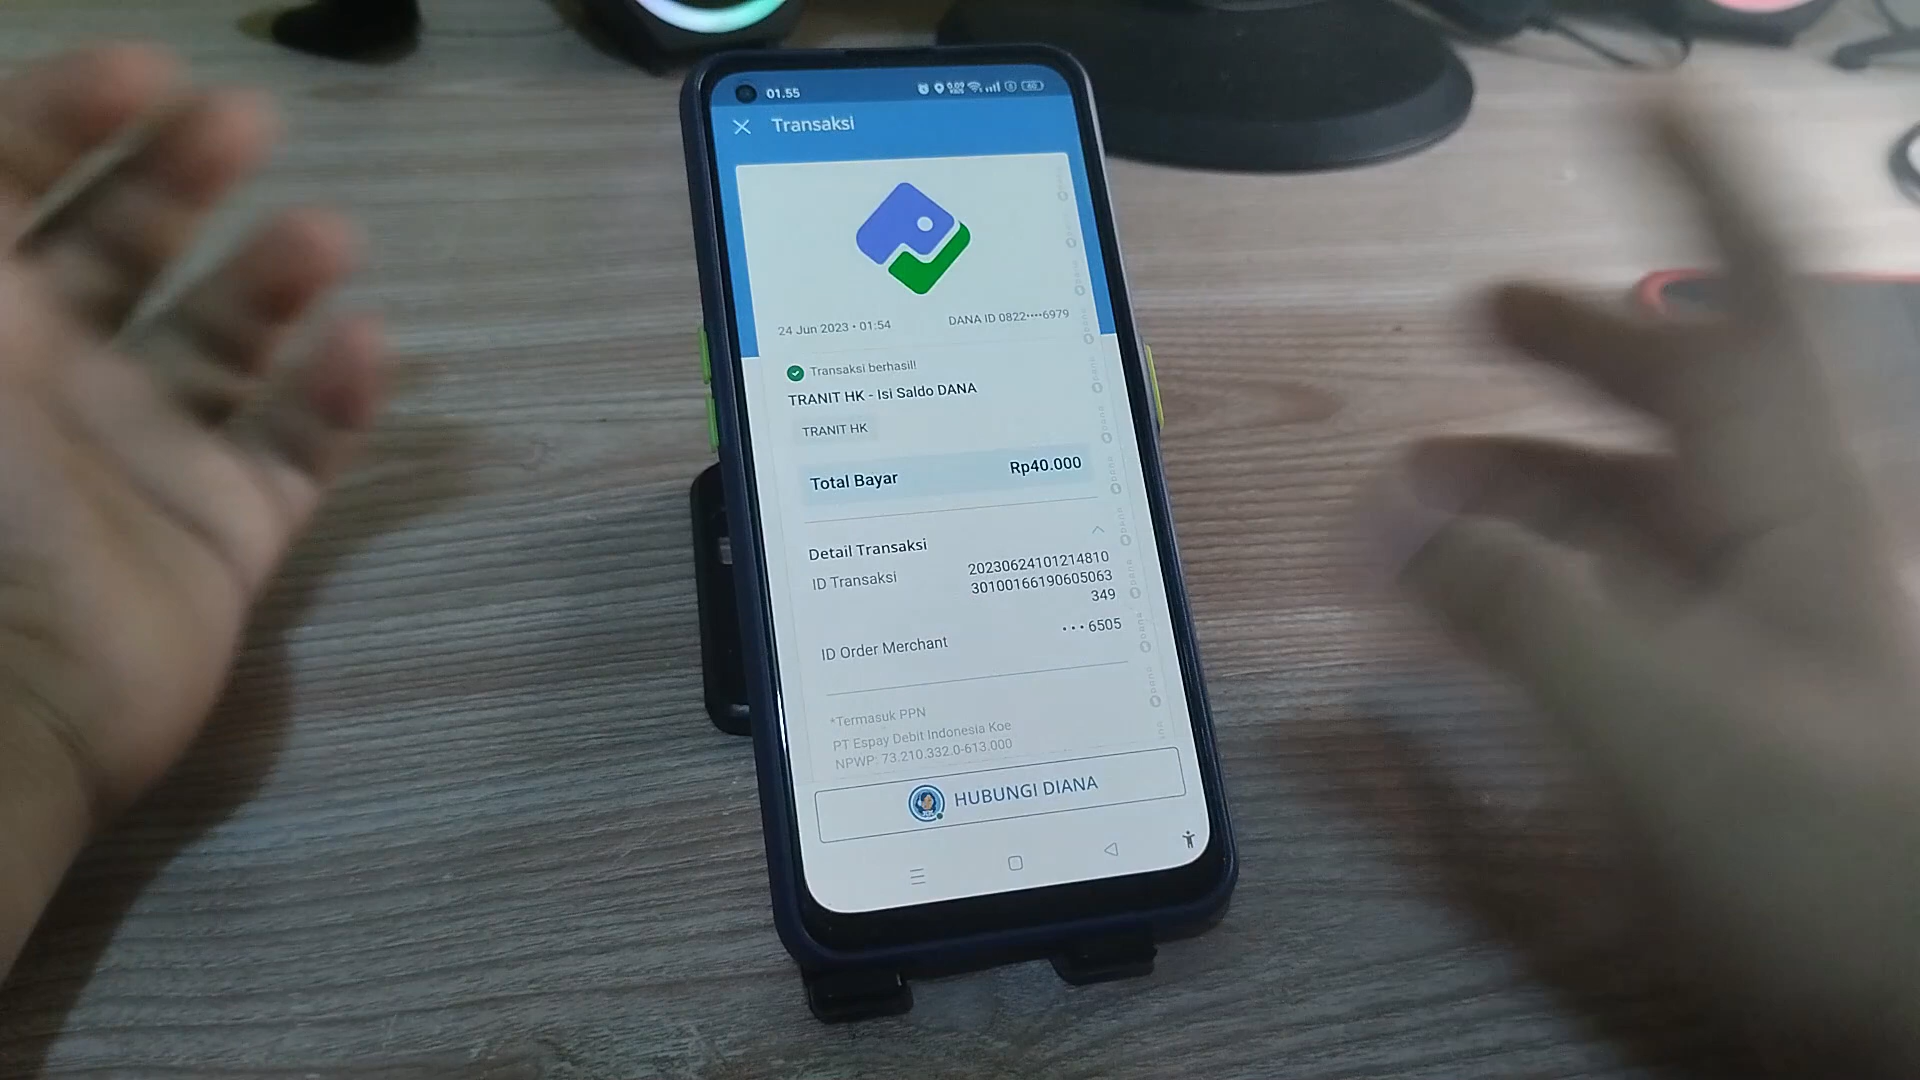 01.55
Transaksi
24 Jun 2023 • 01:54
DANA ID 0822••••6979
Transaksi berhasil!
TRANIT HK - Isi Saldo DANA
TRANIT HK
Total Bayar
Rp40.000
Detail Transaksi
ID Transaksi
20230624101214810
30100166190605063
349
ID Order Merchant
•••6505
*Termasuk PPN
PT Espay Debit Indonesia Koe
NPWP: 73.210.332.0-613.000
HUBUNGI DIANA